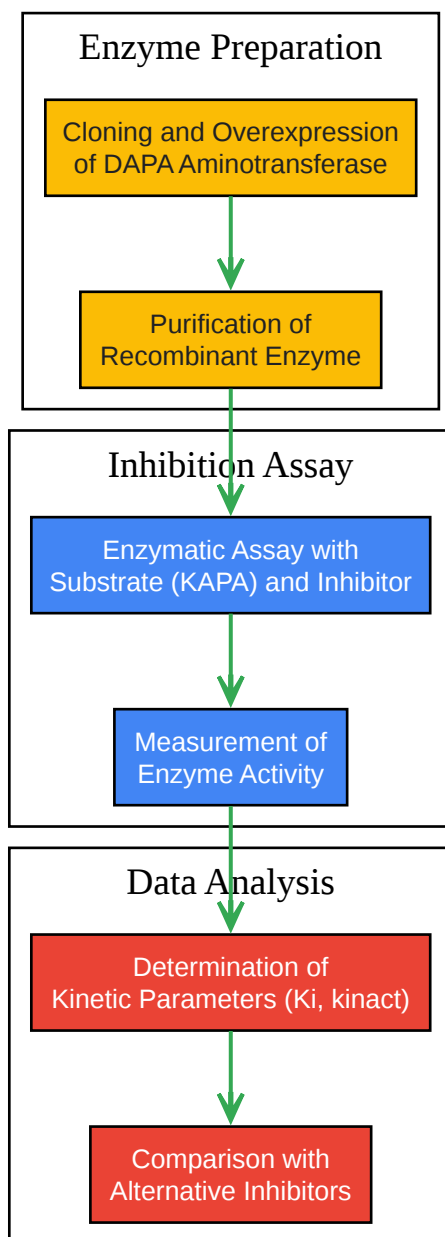 Enzyme Preparation
Cloning and Overexpression
of DAPA Aminotransferase
Purification of
Recombinant Enzyme
Inhibition Assay
Enzymatic Assay with
Substrate (KAPA) and Inhibitor
Measurement of
Enzyme Activity
Data Analysis
Determination of
Kinetic Parameters (Ki, kinact)
Comparison with
Alternative Inhibitors